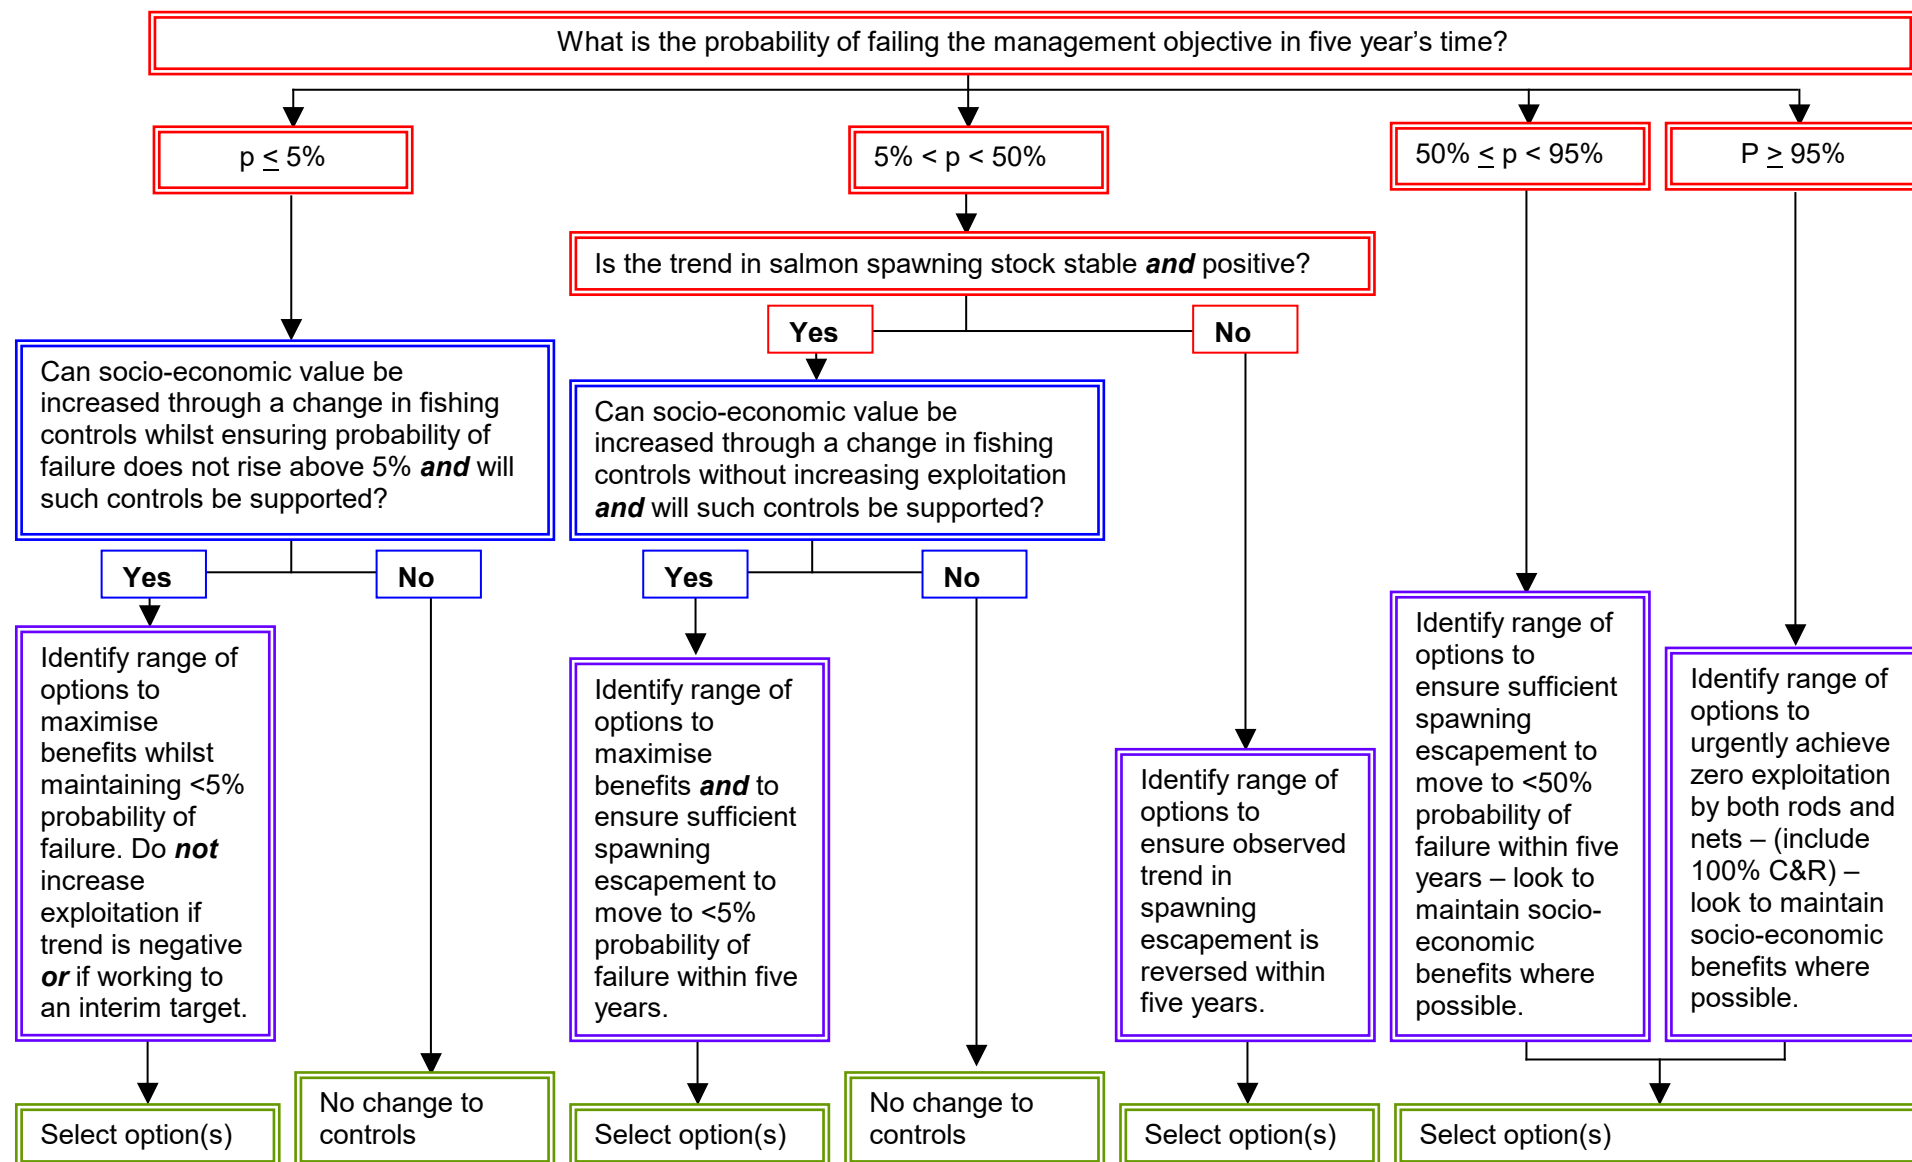 What is the probability of failing the management objective in five year’s time?
p ≤ 5%
5% < p < 50%
50% ≤ p < 95%
P ≥ 95%
Is the trend in salmon spawning stock stable and positive?
Yes
No
Can socio-economic value be
increased through a change in fishing
controls whilst ensuring probability of
failure does not rise above 5% and will
such controls be supported?
Can socio-economic value be
increased through a change in fishing
controls without increasing exploitation
and will such controls be supported?
Yes
No
Yes
No
Identify range of
options to
maximise
benefits whilst
maintaining <5%
probability of
failure. Do not
increase
exploitation if
trend is negative
or if working to
an interim target.
Identify range of
options to
maximise
benefits and to
ensure sufficient
spawning
escapement to
move to <5%
probability of
failure within five
years.
Identify range of
options to
ensure observed
trend in
spawning
escapement is
reversed within
five years.
Identify range of
options to
ensure sufficient
spawning
escapement to
move to <50%
probability of
failure within five
years – look to
maintain socio-
economic
benefits where
possible.
Identify range of
options to
urgently achieve
zero exploitation
by both rods and
nets – (include
100% C&R) –
look to maintain
socio-economic
benefits where
possible.
Select option(s)
No change to
controls
Select option(s)
No change to
controls
Select option(s)
Select option(s)